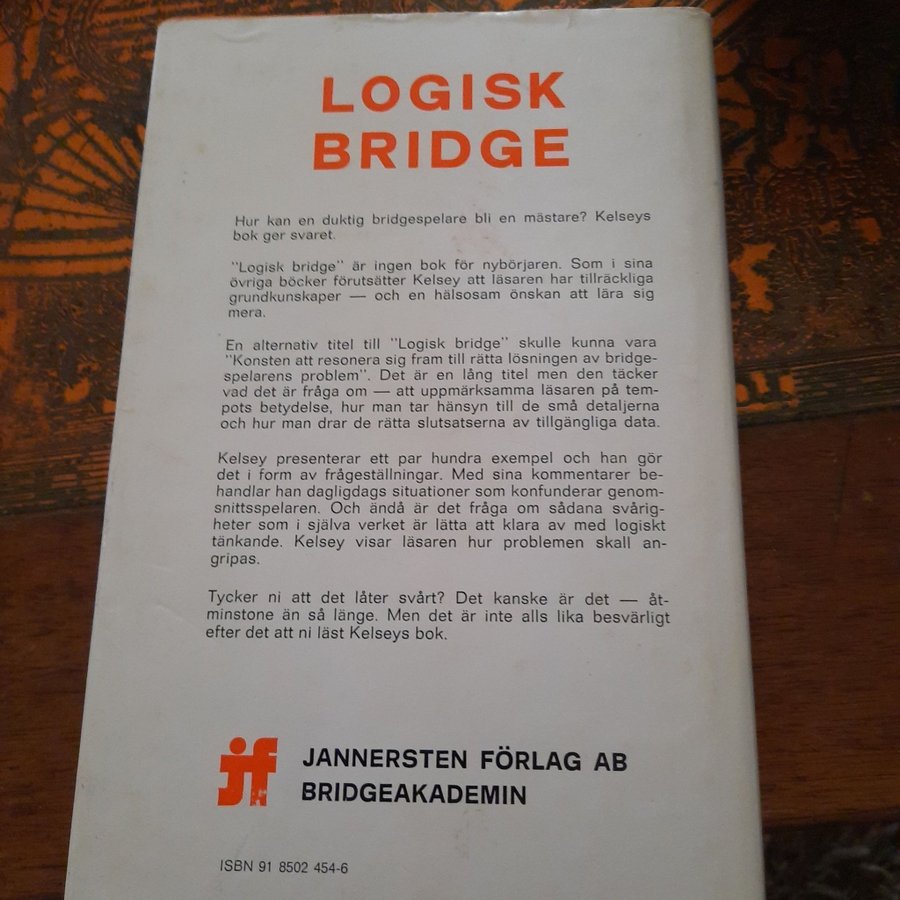 LOGISK
BRIDGE
Hur kan en duktig bridgespelare bli en mästare? Kelseys
bok ger svaret.
"Logisk bridge" är ingen bok för nybörjaren. Som i sina
övriga böcker förutsätter Kelsey att läsaren har tillräckliga
grundkunskaper — och en hälsosam önskan att lära sig
mera.
En alternativ titel till "Logisk bridge" skulle kunna vara
"Konsten att resonera sig fram till rätta lösningen av bridge-
spelarens problem". Det är en lång titel men den täcker
vad det är fråga om — att uppmärksamma läsaren på tem-
pots betydelse, hur man tar hänsyn till de små detaljerna
och hur man drar de rätta slutsatserna av tillgängliga data.
Kelsey presenterar ett par hundra exempel och han gör
det i form av frågeställningar. Med sina kommentarer be-
handlar han dagligdags situationer som konfunderar genom-
snittsspelaren. Och ändå är det fråga om sådana svårig-
heter som i själva verket är lätta att klara av med logiskt
tänkande. Kelsey visar läsaren hur problemen skall an-
gripas.
Tycker ni att det låter svårt? Det kanske är det — åt-
minstone än så länge. Men det är inte alls lika besvärligt
efter det att ni läst Kelseys bok.
jf
JANNERSTEN FÖRLAG AB
BRIDGEAKADEMIN
ISBN 91 8502 454-6